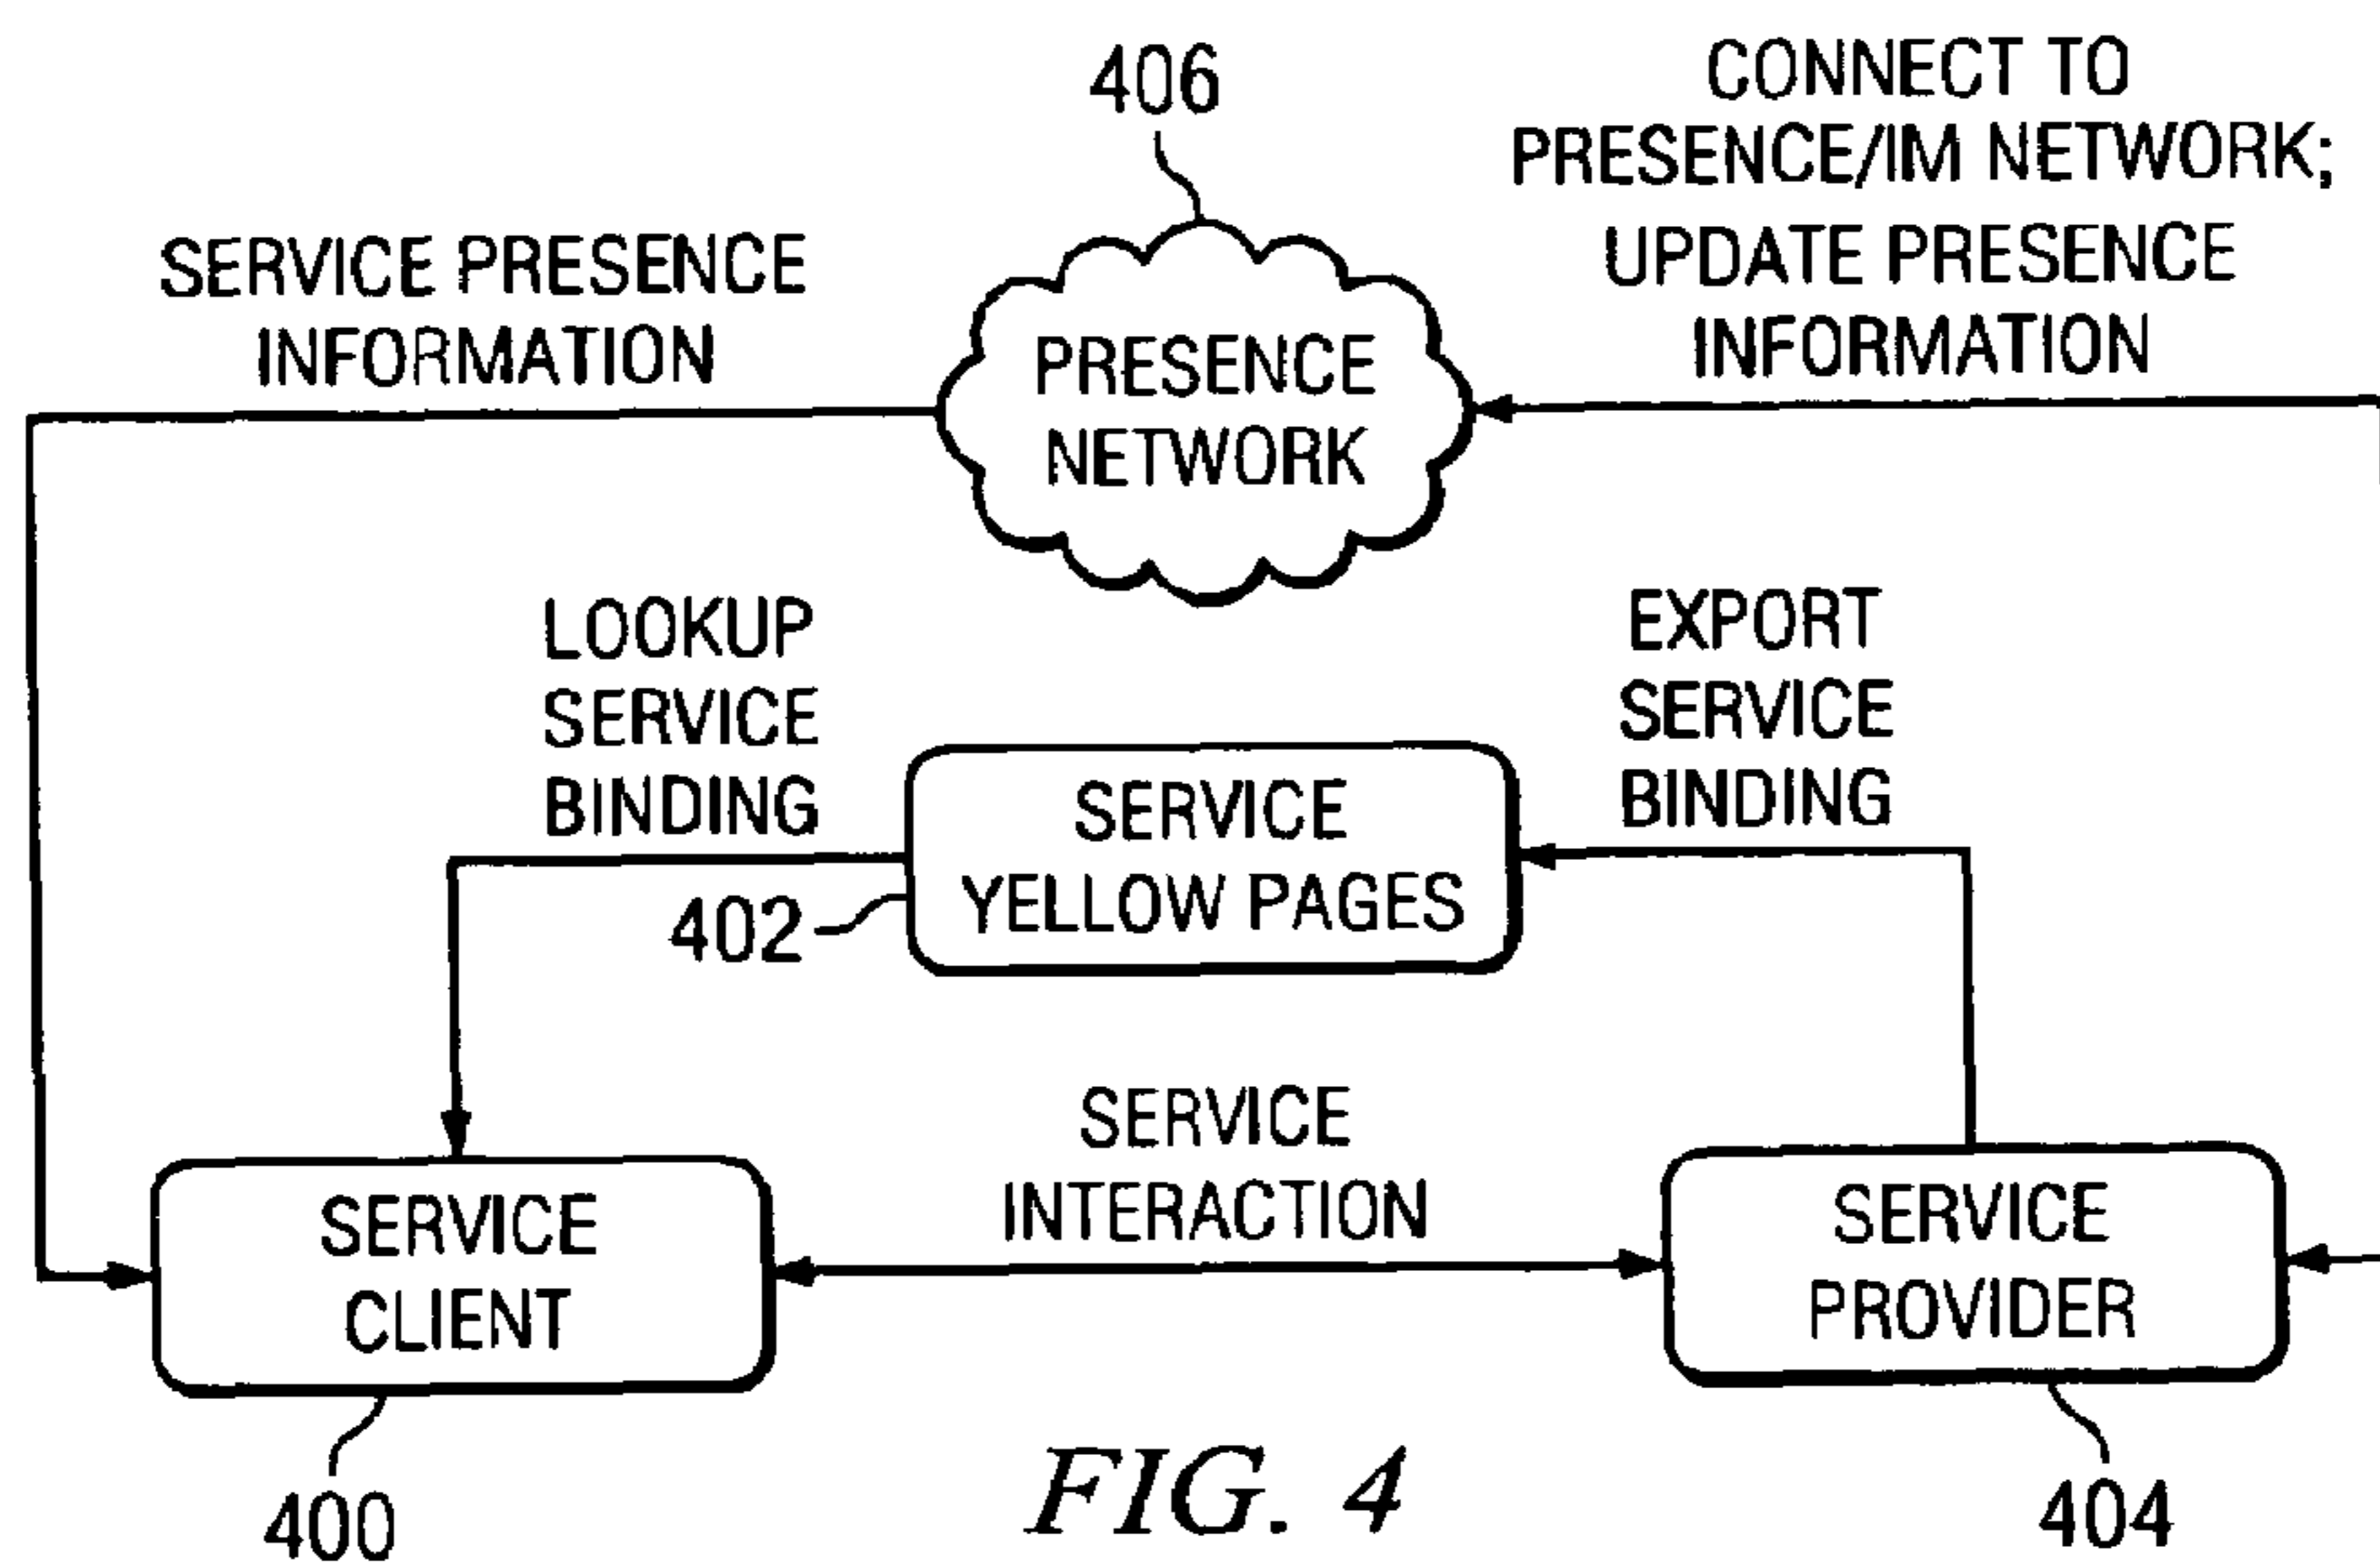 406
CONNECT TO
PRESENCE/IM NETWORK;
UPDATE PRESENCE
INFORMATION
SERVICE PRESENCE
INFORMATION
PRESENCE
NETWORK
LOOKUP
SERVICE
BINDING
EXPORT
SERVICE
BINDING
SERVICE
YELLOW PAGES
402
SERVICE
INTERACTION
SERVICE
CLIENT
SERVICE
PROVIDER
400
404
FIG. 4